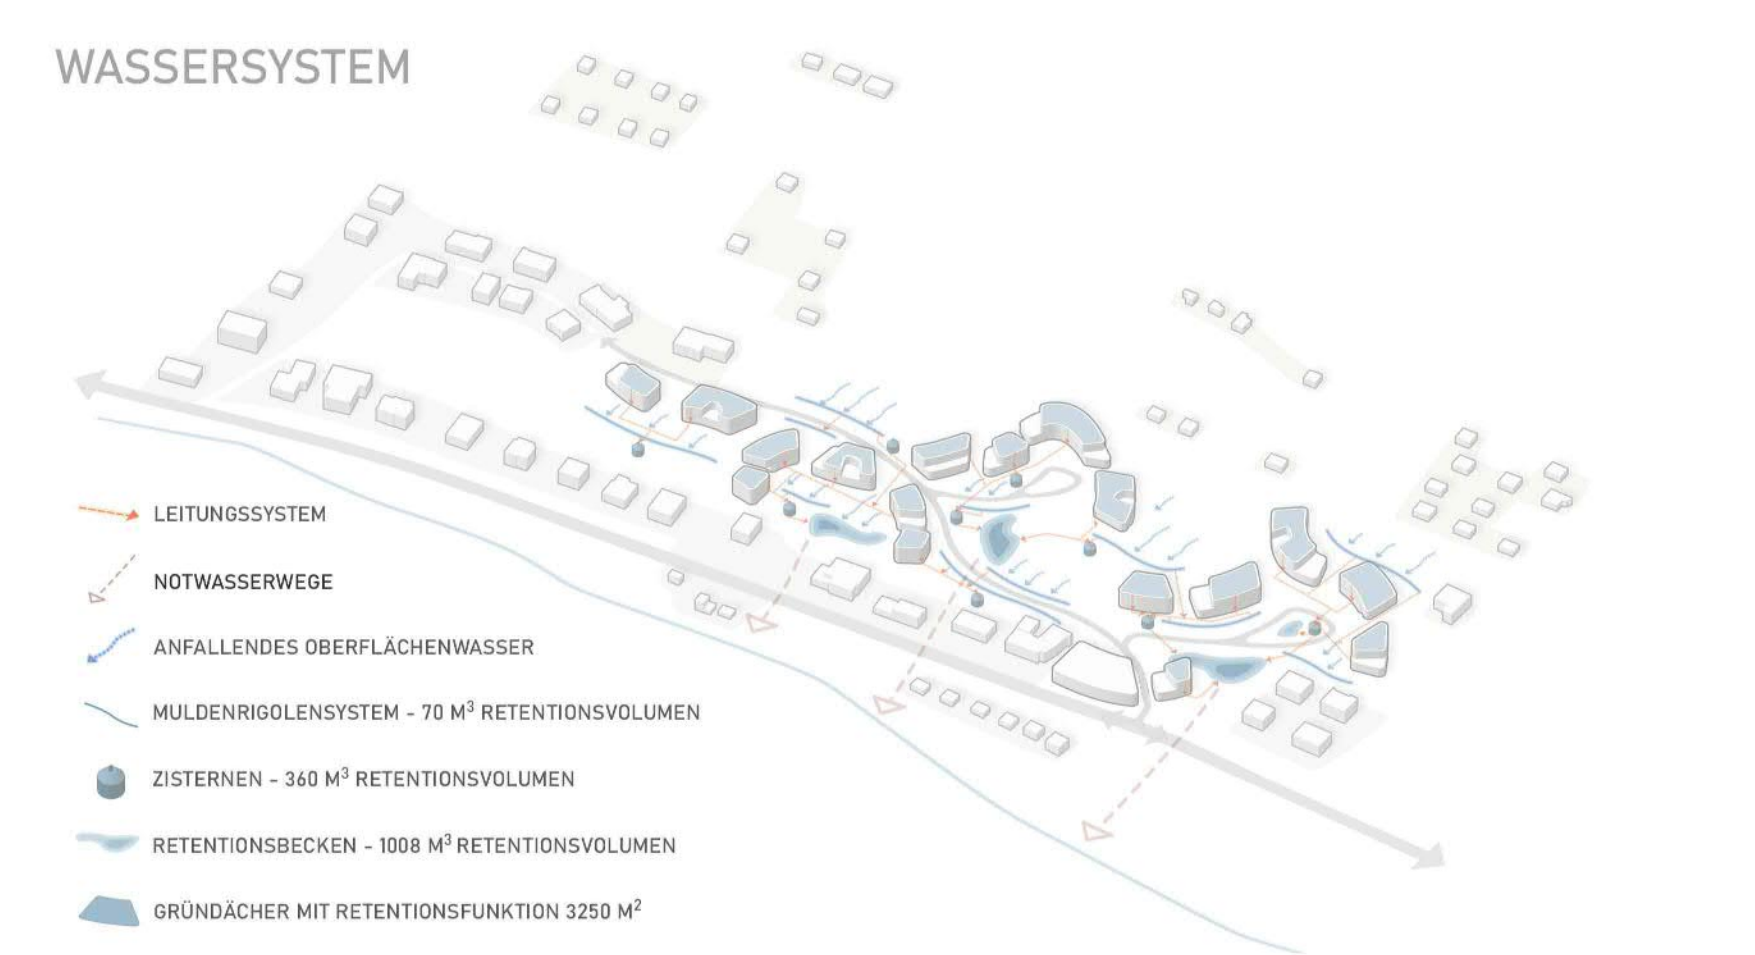 WASSERSYSTEM
LEITUNGSSYSTEM
NOTWASSERWEGE
ANFALLENDES OBERFLÄCHENWASSER
MULDENRIGOLENSYSTEM - 70 M³ RETENTIONSVOLUMEN
ZISTERNEN - 360 M³ RETENTIONSVOLUMEN
RETENTIONSBECKEN - 1008 M³ RETENTIONSVOLUMEN
GRÜNDÄCHER MIT RETENTIONSFUNKTION 3250 M²